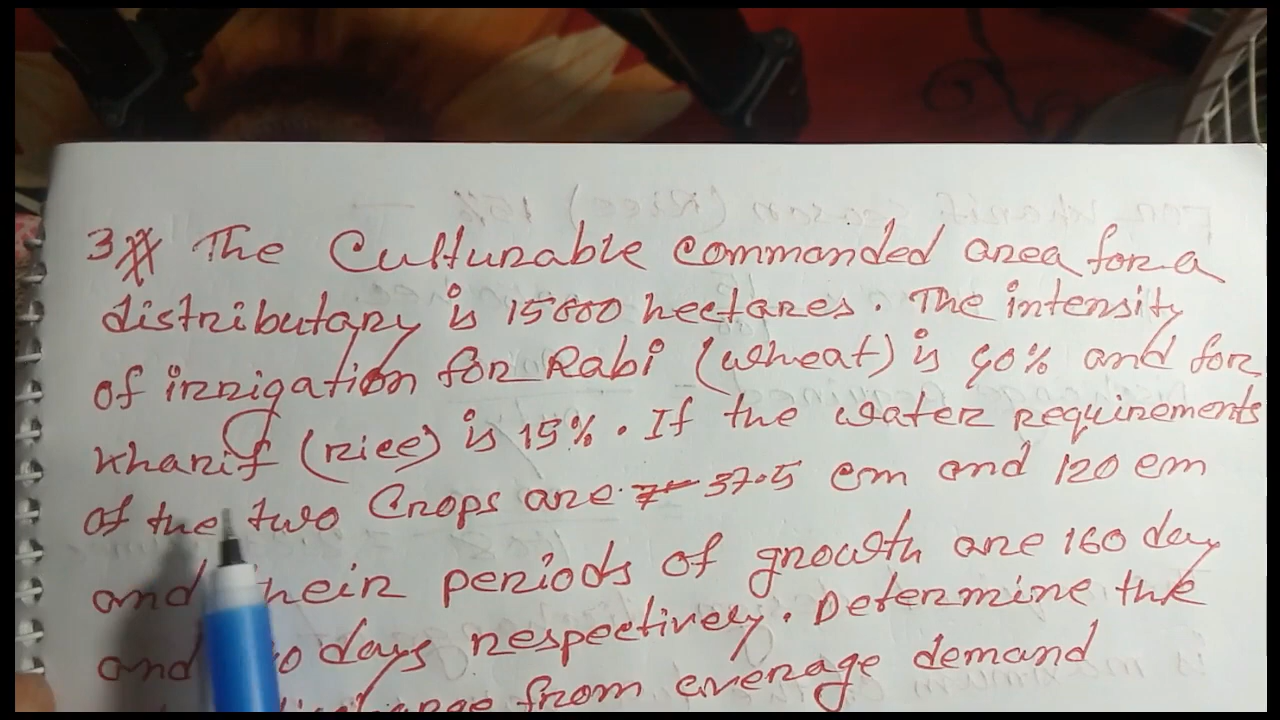 3 The Culturable commanded area for a
distributary is 15000 hectares. The intensity
of irrigation for Rabi (wheat) is 40% and for
Kharif (rice) is 15%. If the water requirements
of the two Crops are 37.5 cm and 120 cm
and their periods of growth are 160 day
and days respectively. Determine the
from average demand